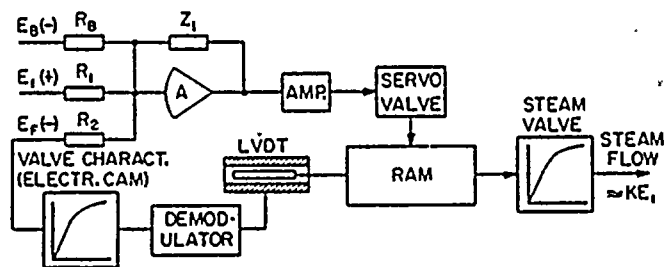 E_B(-) R_B
Z_1
E_1(+) R_1
A
AMP.
SERVO
VALVE
E_F(-) R_2
STEAM
VALVE
STEAM
FLOW
≈KE_1
VALVE CHARACT.
(ELECTR. CAM)
LVDT
RAM
DEMOD-
ULATOR